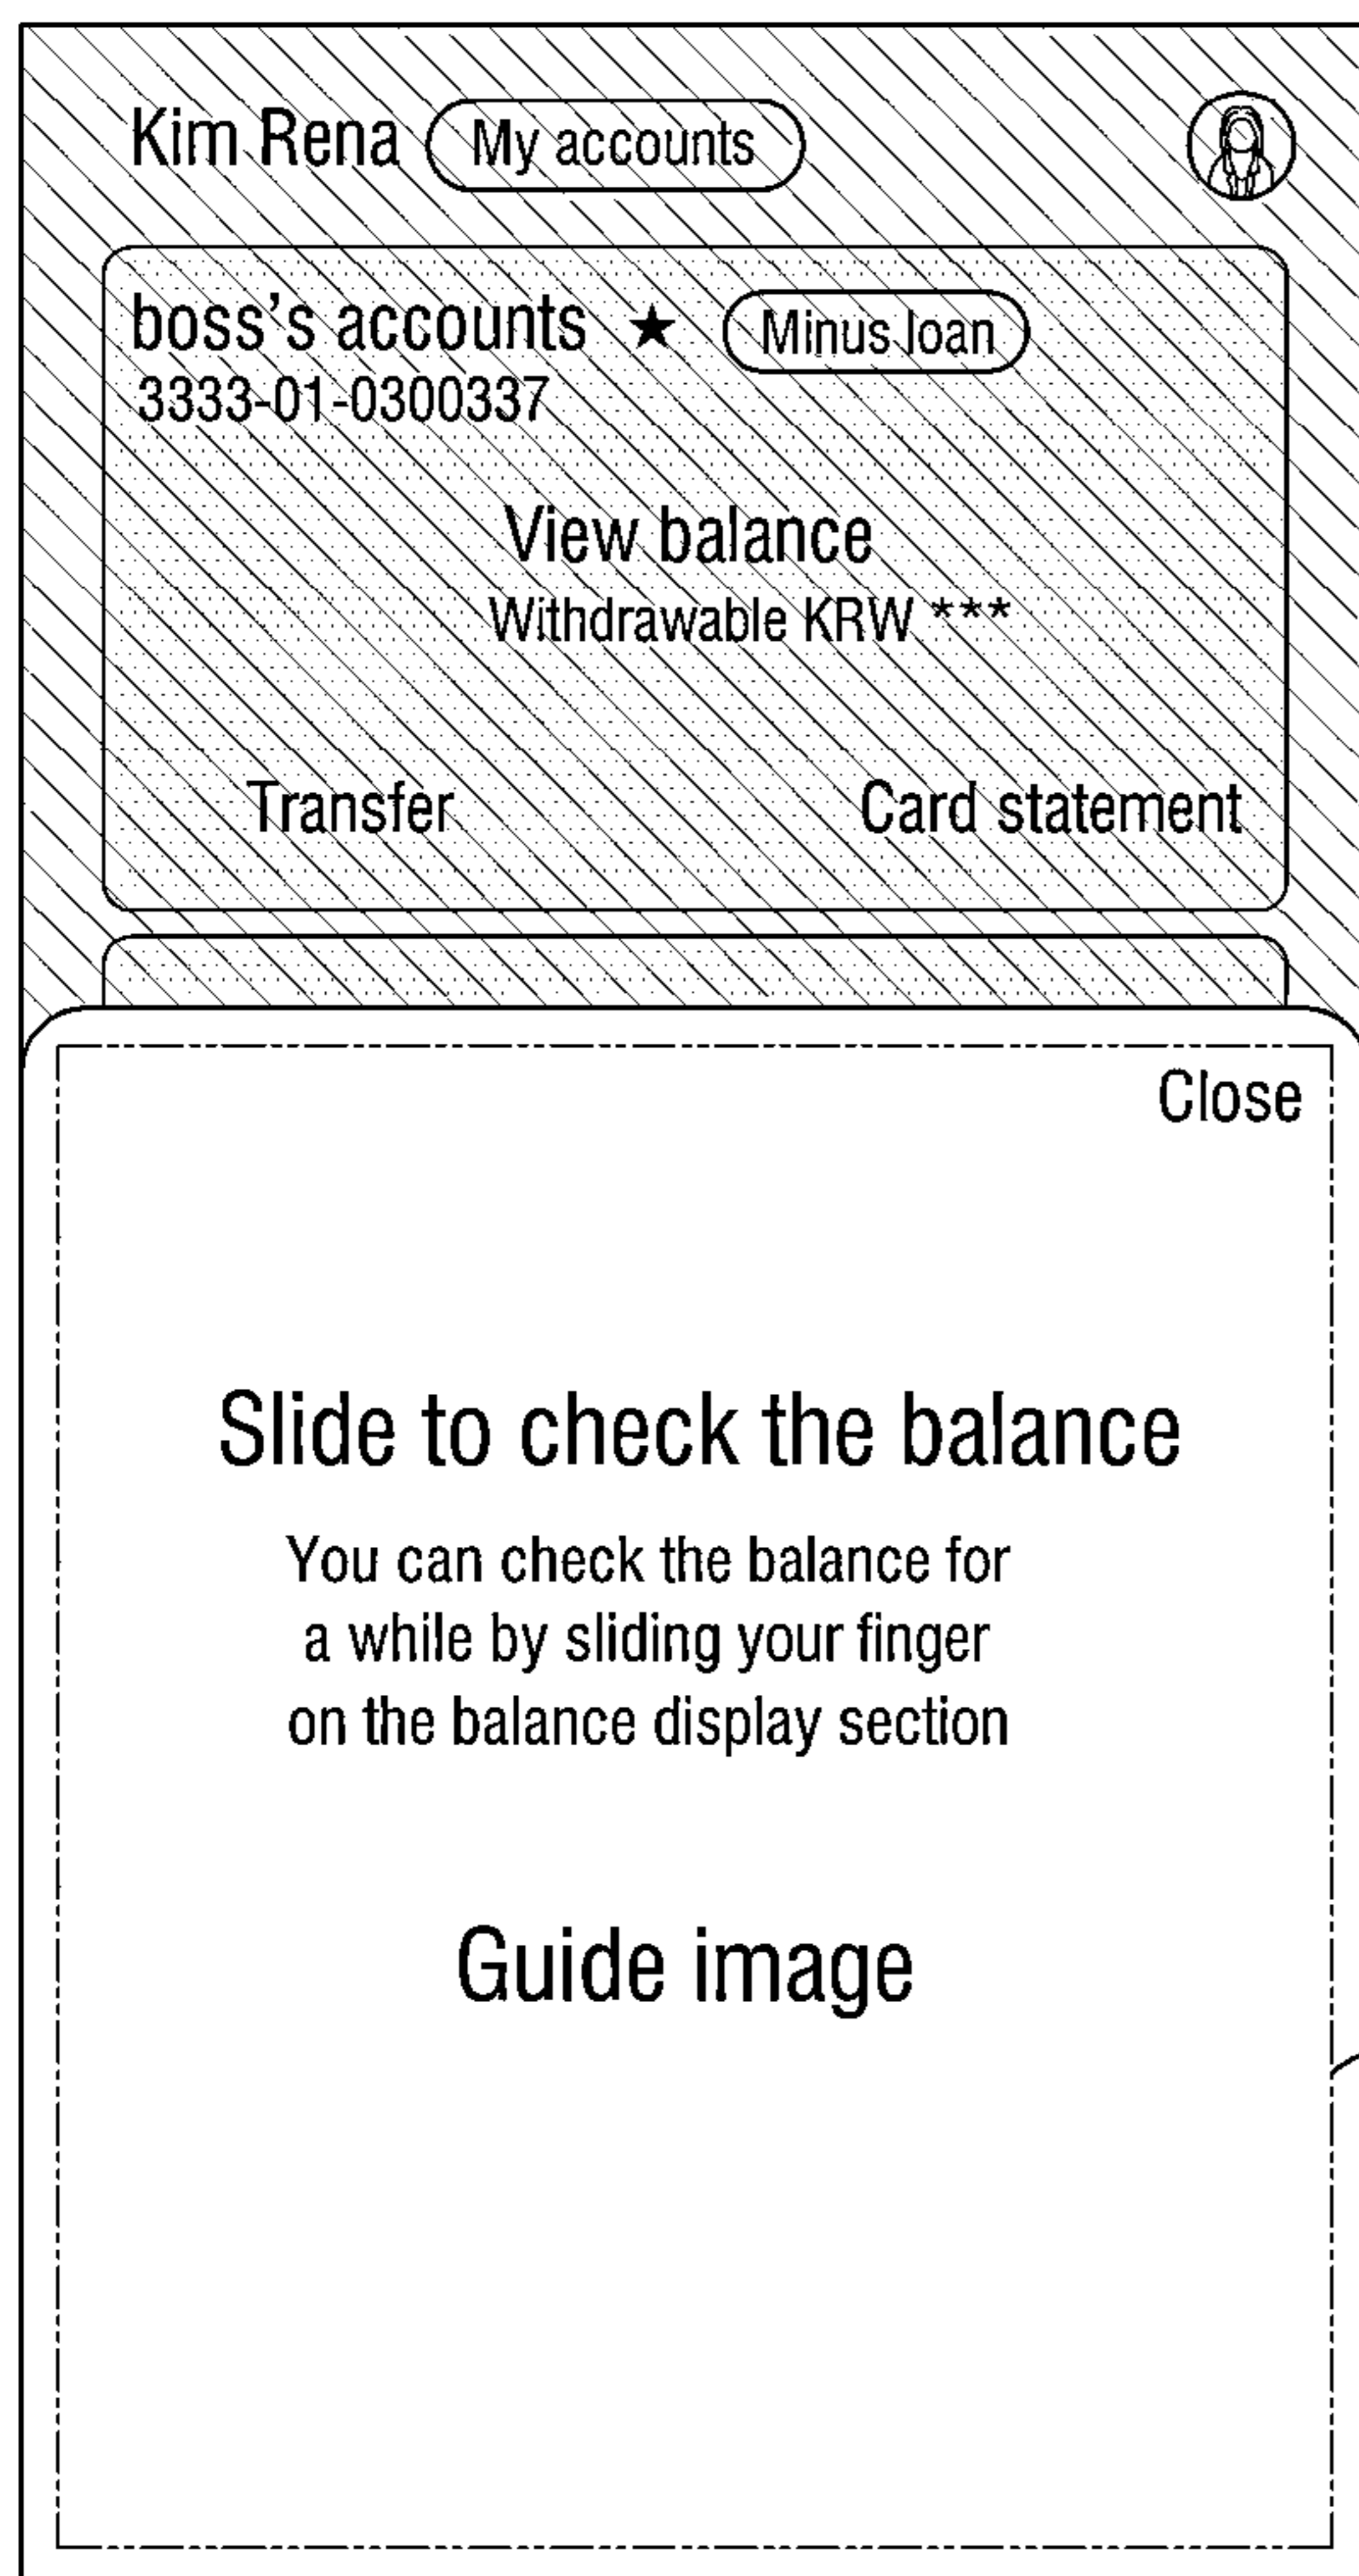 Kim Rena My accounts
boss's accounts ★ Minus loan
3333-01-0300337
View balance
Withdrawable KRW ***
Transfer Card statement
Close
Slide to check the balance
You can check the balance for
a while by sliding your finger
on the balance display section
Guide image